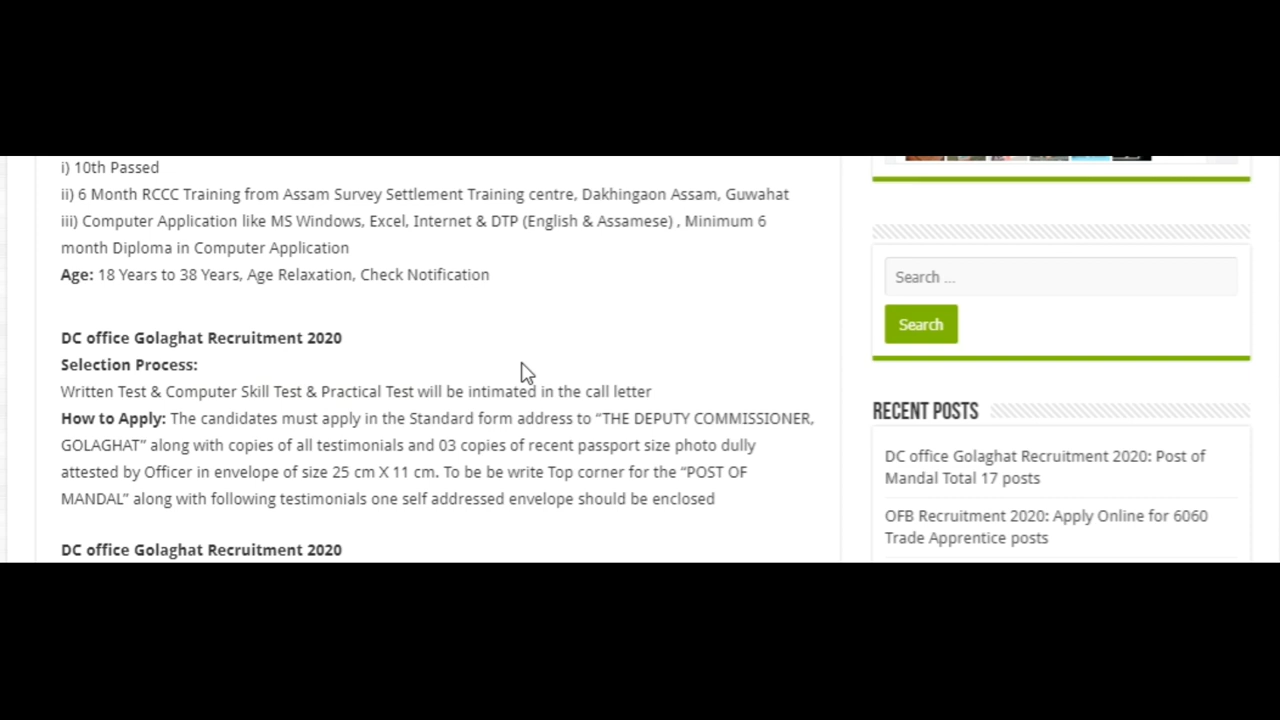 i) 10th Passed
ii) 6 Month RCCC Training from Assam Survey Settlement Training centre, Dakhingaon Assam, Guwahat
iii) Computer Application like MS Windows, Excel, Internet & DTP (English & Assamese) , Minimum 6
month Diploma in Computer Application
Age: 18 Years to 38 Years, Age Relaxation, Check Notification
DC office Golaghat Recruitment 2020
Selection Process:
Written Test & Computer Skill Test & Practical Test will be intimated in the call letter
How to Apply: The candidates must apply in the Standard form address to “THE DEPUTY COMMISSIONER,
GOLAGHAT” along with copies of all testimonials and 03 copies of recent passport size photo dully
attested by Officer in envelope of size 25 cm X 11 cm. To be be write Top corner for the “POST OF
MANDAL” along with following testimonials one self addressed envelope should be enclosed
DC office Golaghat Recruitment 2020
Search ...
Search
RECENT POSTS
DC office Golaghat Recruitment 2020: Post of
Mandal Total 17 posts
OFB Recruitment 2020: Apply Online for 6060
Trade Apprentice posts